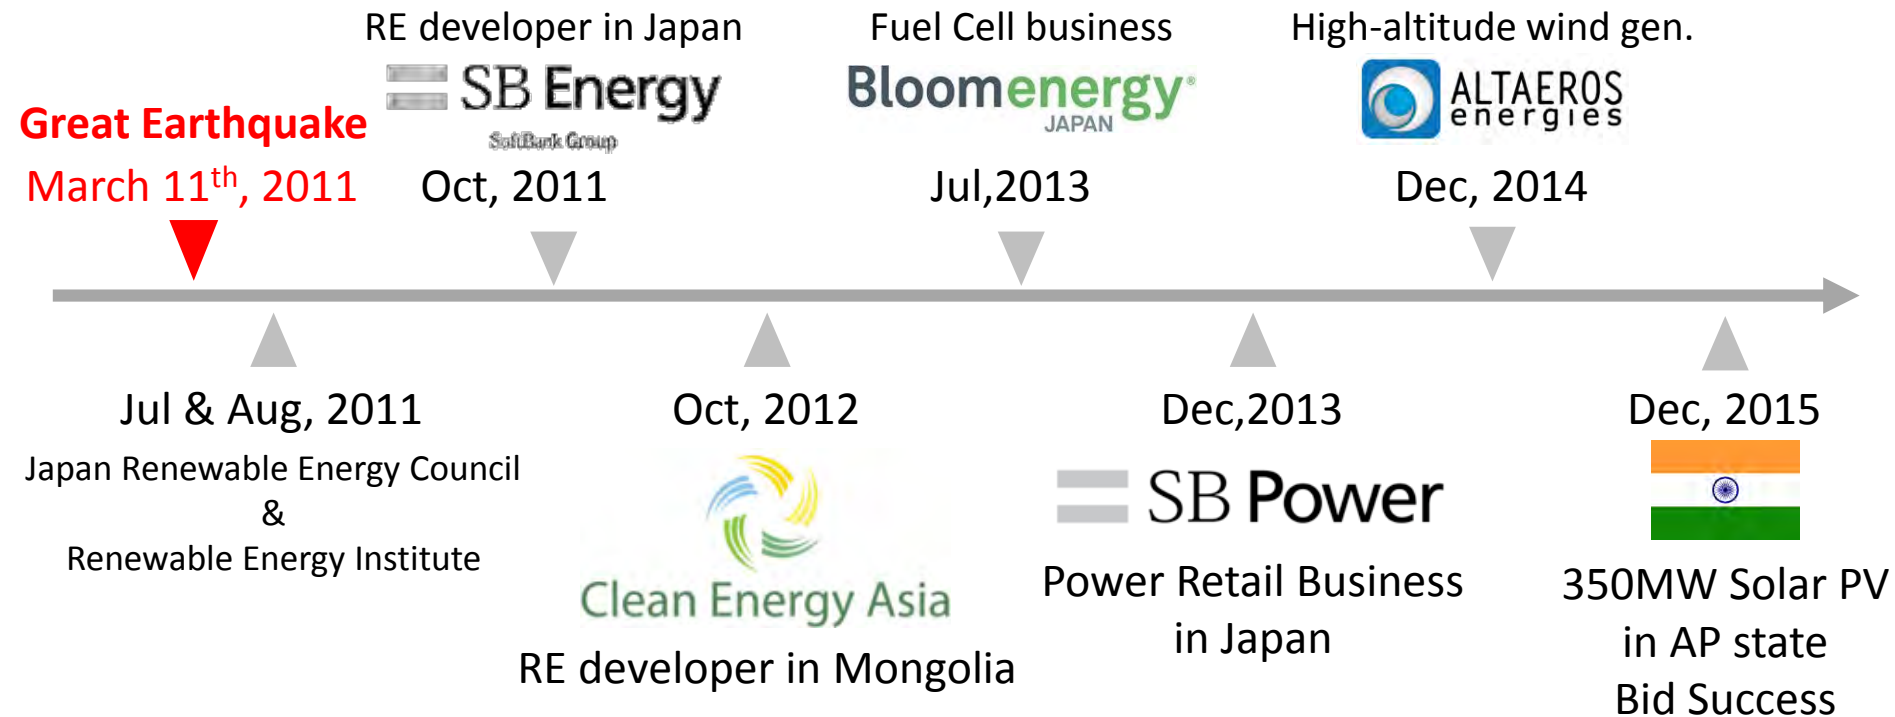 RE developer in Japan
SB Energy
SoftBank Group
Oct, 2011
Fuel Cell business
Bloomenergy®
JAPAN
Jul,2013
High-altitude wind gen.
ALTAEROS
energies
Dec, 2014
Great Earthquake
March 11th, 2011
Jul & Aug, 2011
Japan Renewable Energy Council
&
Renewable Energy Institute
Oct, 2012
Clean Energy Asia
RE developer in Mongolia
Dec,2013
SB Power
Power Retail Business
in Japan
Dec, 2015
350MW Solar PV
in AP state
Bid Success